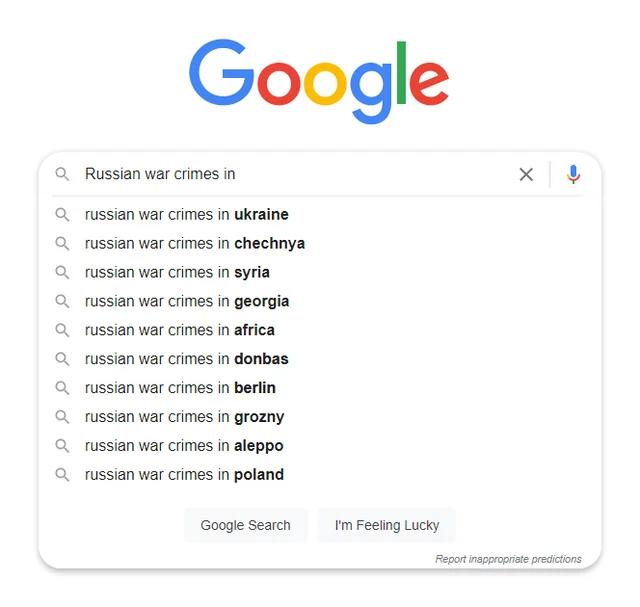 Google
Russian war crimes in
russian war crimes in ukraine
russian war crimes in chechnya
russian war crimes in syria
russian war crimes in georgia
russian war crimes in africa
russian war crimes in donbas
russian war crimes in berlin
russian war crimes in grozny
russian war crimes in aleppo
russian war crimes in poland
Google Search I'm Feeling Lucky
Report inappropriate predictions